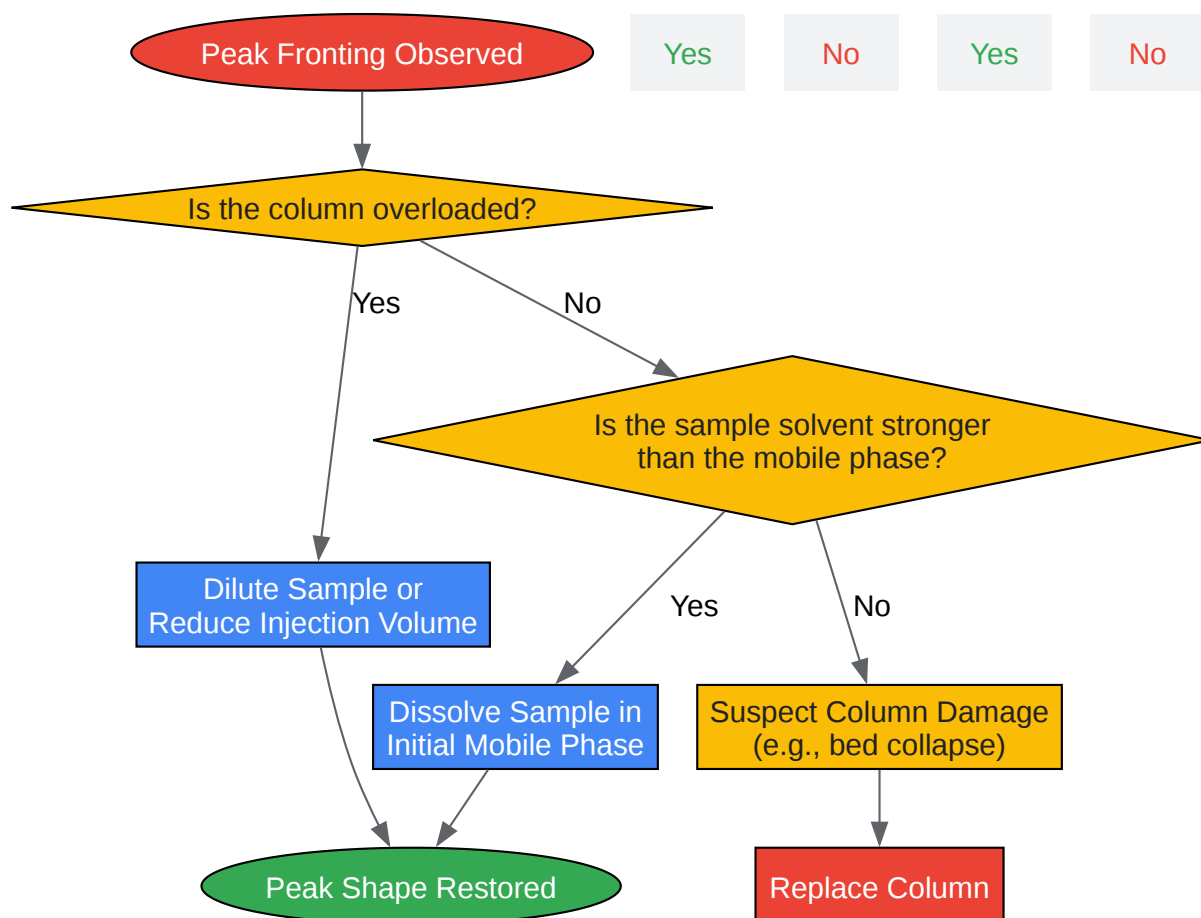 Peak Fronting Observed
Yes
No
Yes
No
Is the column overloaded?
Yes
No
Is the sample solvent stronger
than the mobile phase?
Dilute Sample or
Reduce Injection Volume
Yes
No
Dissolve Sample in
Initial Mobile Phase
Suspect Column Damage
(e.g., bed collapse)
Peak Shape Restored
Replace Column